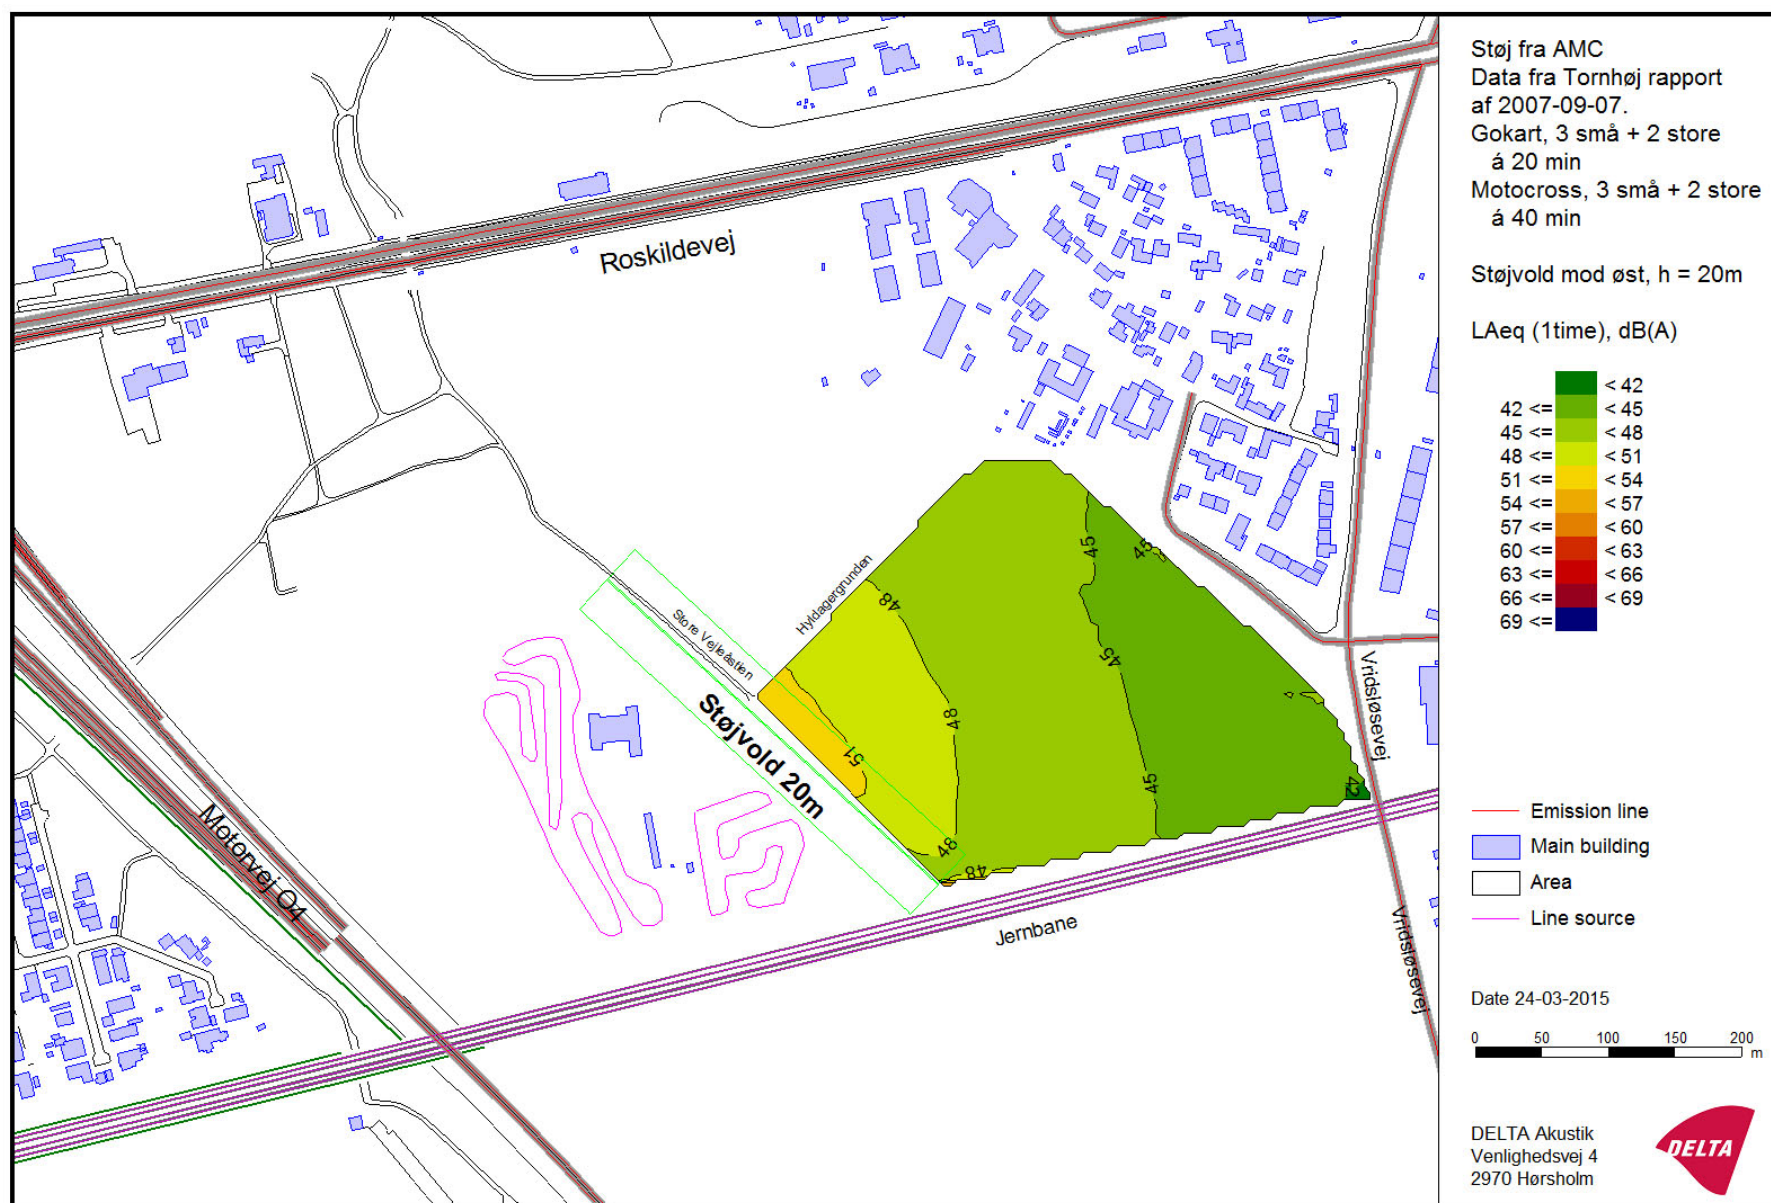 Støj fra AMC
Data fra Tornhøj rapport
af 2007-09-07.
Gokart, 3 små + 2 store
á 20 min
Motocross, 3 små + 2 store
á 40 min
Støjvold mod øst, h = 20m
LAeq (1time), dB(A)
< 42
42 <= < 45
45 <= < 48
48 <= < 51
51 <= < 54
54 <= < 57
57 <= < 60
60 <= < 63
63 <= < 66
66 <= < 69
69 <=
Emission line
Main building
Area
Line source
Date 24-03-2015
0 50 100 150 200
m
DELTA Akustik
Venlighedsvej 4
2970 Hørsholm
DELTA
Roskildevej
Hyldagergrunden
Store Vejleåstien
Støjvold 20m
Motorvej O4
Jernbane
Vridsløsevej
Vridsløsevej
45
45
48
45
48
51
45
42
48
48